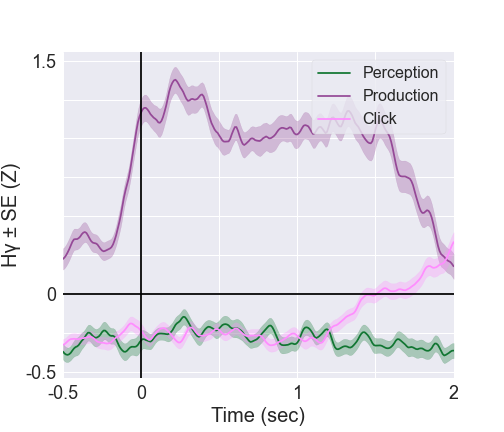 Hγ ± SE (Z)
1.5
0
-0.5
Perception
Production
Click
-0.5
0
1
2
Time (sec)